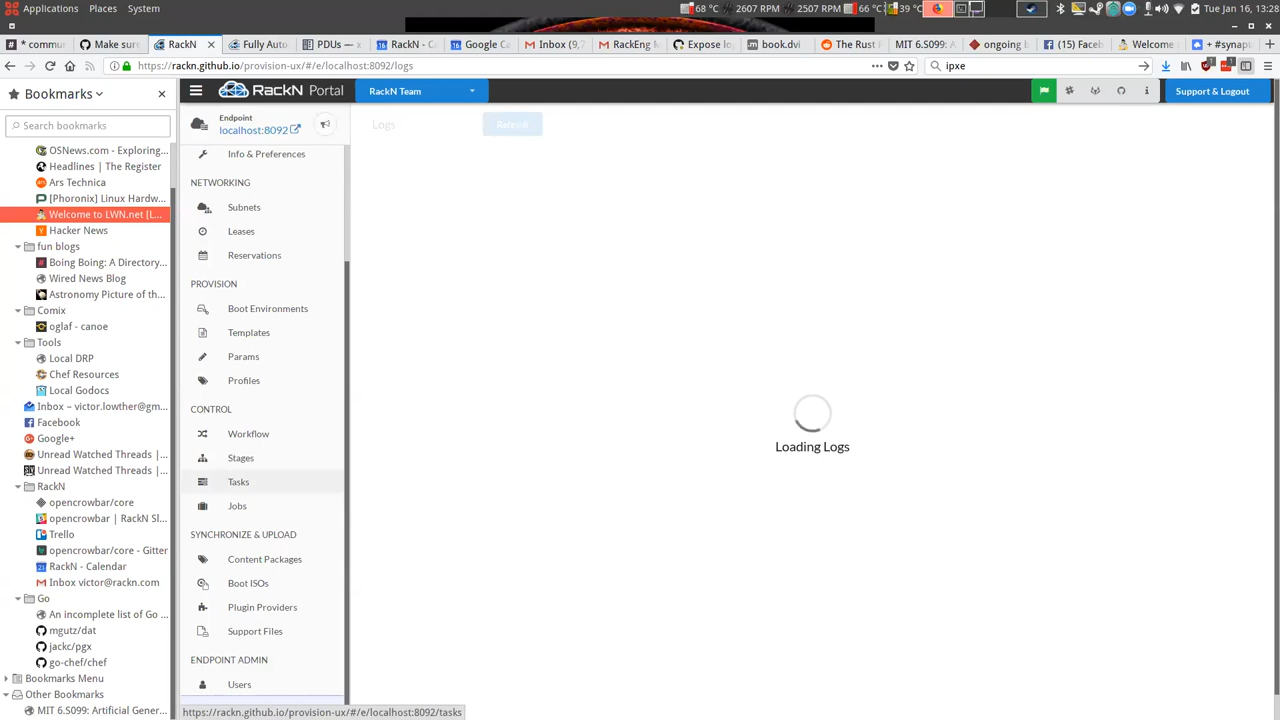 Applications Places System 68 °C 2607 RPM 2507 RPM 66 °C 39 °C Tue Jan 16, 13:28
* commu Make sure RackN Fully Auto PDUs — x RackN - C Google Ca Inbox (9, RackEng M Expose log book.dvi The Rust P MIT 6.S099: ongoing b (15) Faceb Welcome + #synap
https://rackn.github.io/provision-ux/#/e/localhost:8092/logs ipxe
Bookmarks
RackN Portal RackN Team Support & Logout
Search bookmarks
Endpoint
localhost:8092
Logs Refresh
OSNews.com - Exploring...
Headlines | The Register
Ars Technica
[Phoronix] Linux Hardw...
Welcome to LWN.net [L...
Hacker News
fun blogs
Boing Boing: A Directory...
Wired News Blog
Astronomy Picture of th...
Comix
oglaf - canoe
Tools
Local DRP
Chef Resources
Local Godocs
Inbox – victor.lowther@gm...
Facebook
Google+
Unread Watched Threads |...
Unread Watched Threads |...
RackN
opencrowbar/core
opencrowbar | RackN Sl...
Trello
opencrowbar/core - Gitter
RackN - Calendar
Inbox victor@rackn.com
Go
An incomplete list of Go ...
mgutz/dat
jackc/pgx
go-chef/chef
Bookmarks Menu
Other Bookmarks
MIT 6.S099: Artificial Gener...
Info & Preferences
NETWORKING
Subnets
Leases
Reservations
PROVISION
Boot Environments
Templates
Params
Profiles
CONTROL
Workflow
Stages
Tasks
Jobs
SYNCHRONIZE & UPLOAD
Content Packages
Boot ISOs
Plugin Providers
Support Files
ENDPOINT ADMIN
Users
Loading Logs
https://rackn.github.io/provision-ux/#/e/localhost:8092/tasks